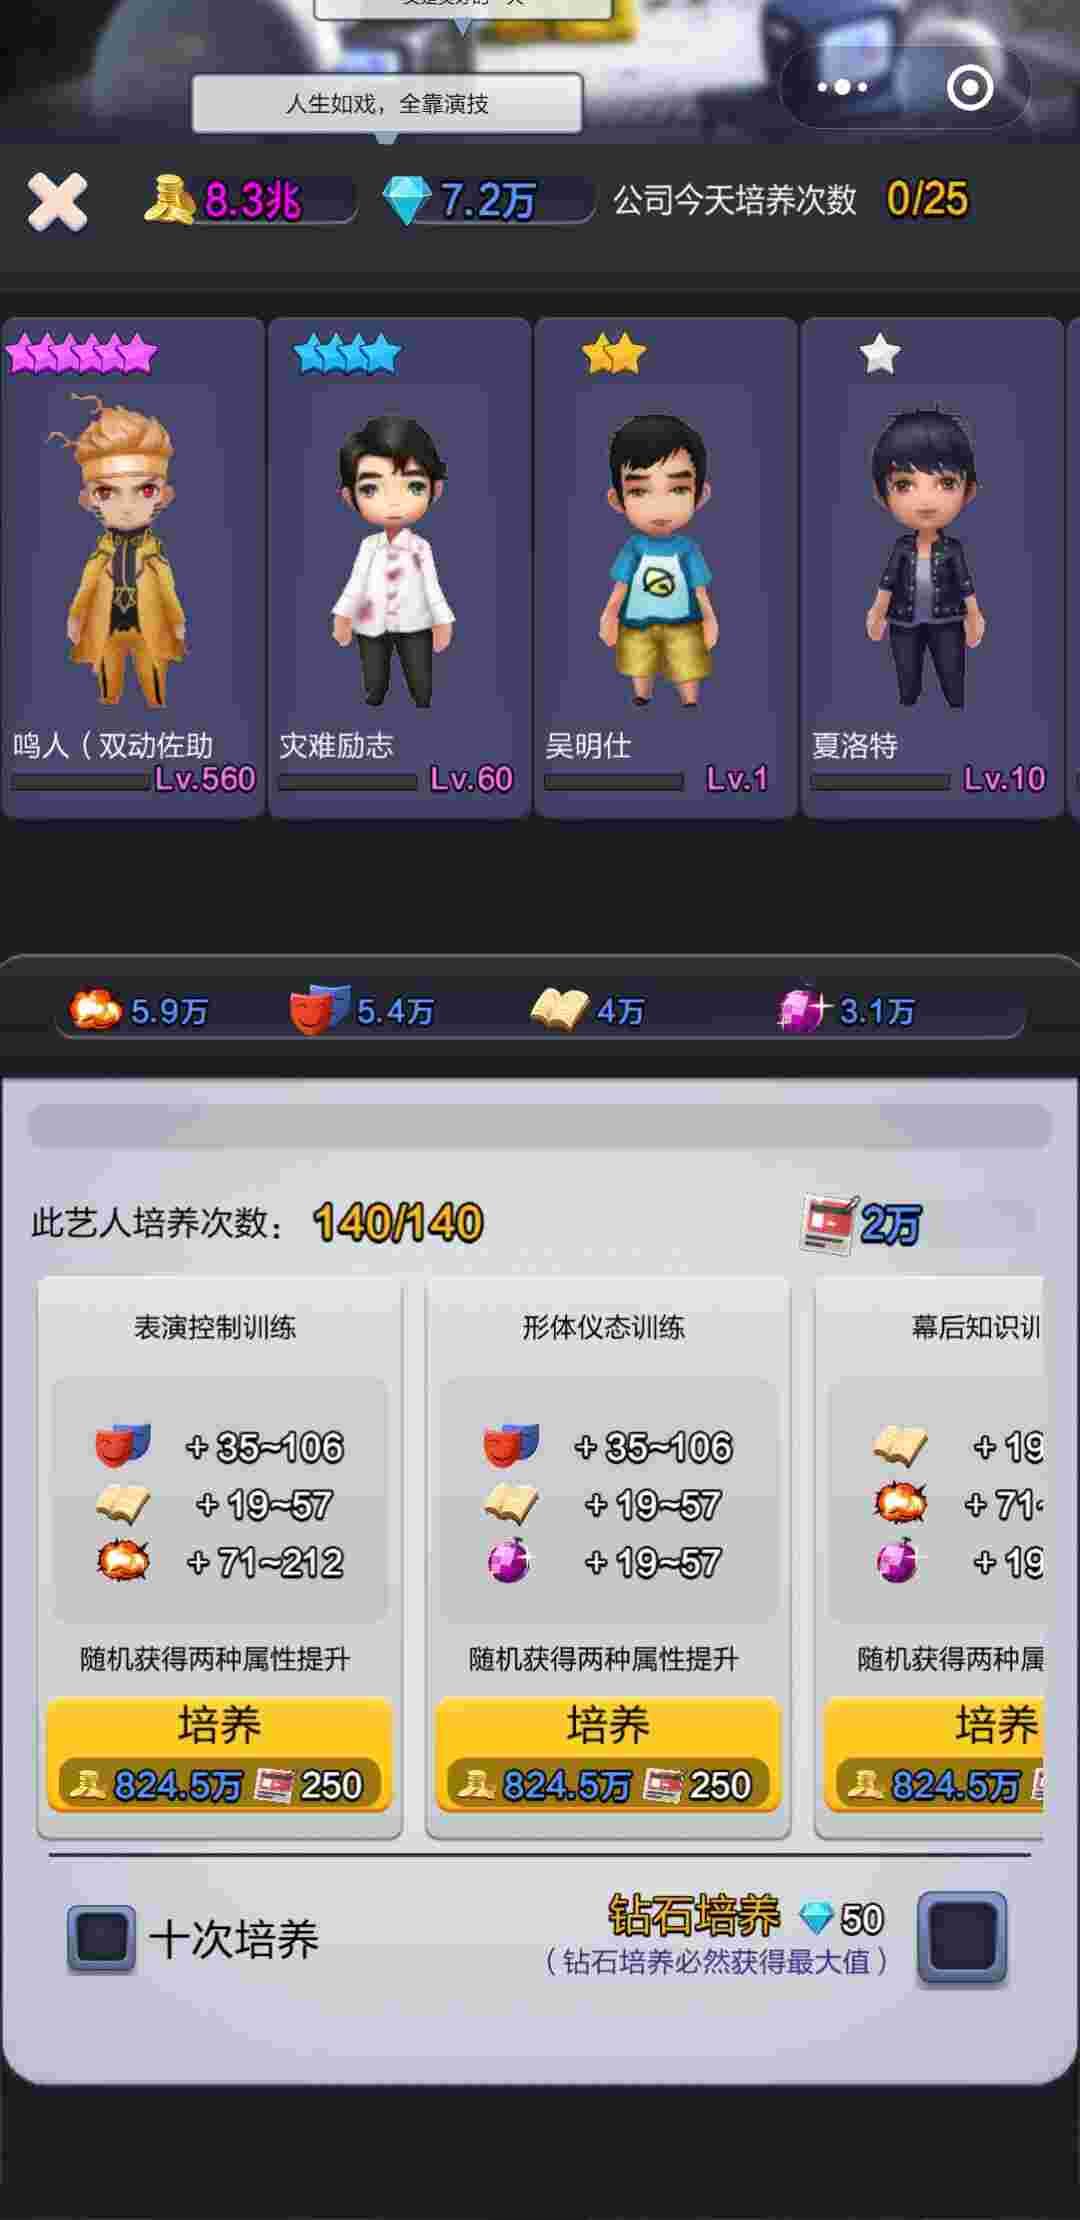 人生如戏，全靠演技
8.3兆 7.2万 公司今天培养次数 0/25
鸣人（双动佐助 灾难励志 吴明仕 夏洛特
Lv.560 Lv.60 Lv.1 Lv.10
5.9万 5.4万 4万 3.1万
此艺人培养次数： 140/140 2万
表演控制训练 形体仪态训练 幕后知识训
+35~106 +35~106 +19
+19~57 +19~57 +71~
+71~212 +19~57 +19
随机获得两种属性提升 随机获得两种属性提升 随机获得两种属
培养 培养 培养
824.5万 250 824.5万 250 824.5万
十次培养 钻石培养 50
（钻石培养必然获得最大值）